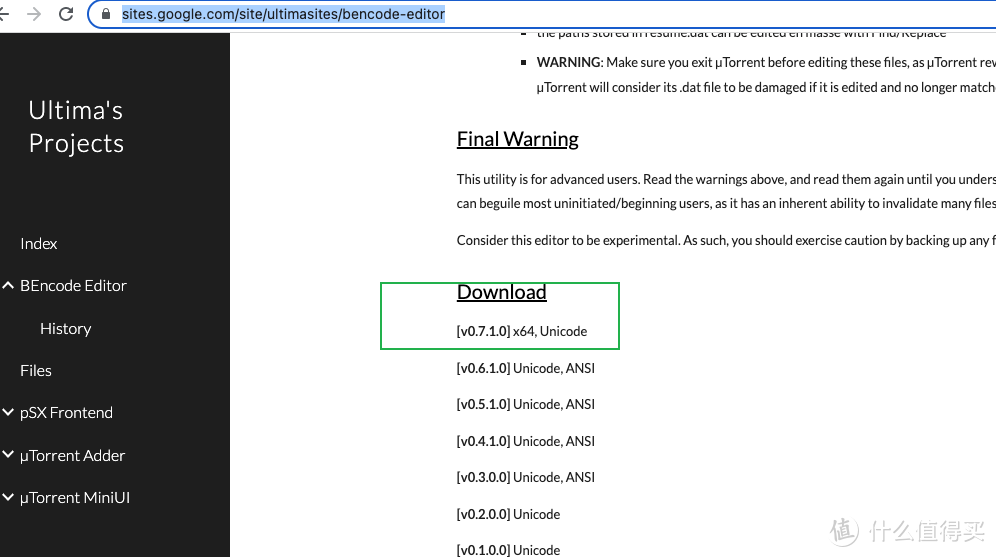 sites.google.com/site/ultimasites/bencode-editor
Ultima's
Projects
Index
BEncode Editor
History
Files
pSX Frontend
µTorrent Adder
µTorrent MiniUI
the paths stored in resume.dat can be edited en masse with Find/Replace
WARNING: Make sure you exit µTorrent before editing these files, as µTorrent rev
µTorrent will consider its .dat file to be damaged if it is edited and no longer matche
Final Warning
This utility is for advanced users. Read the warnings above, and read them again until you unders
can beguile most uninitiated/beginning users, as it has an inherent ability to invalidate many files
Consider this editor to be experimental. As such, you should exercise caution by backing up any f
Download
[v0.7.1.0] x64, Unicode
[v0.6.1.0] Unicode, ANSI
[v0.5.1.0] Unicode, ANSI
[v0.4.1.0] Unicode, ANSI
[v0.3.0.0] Unicode, ANSI
[v0.2.0.0] Unicode
[v0.1.0.0] Unicode
值 什么值得买